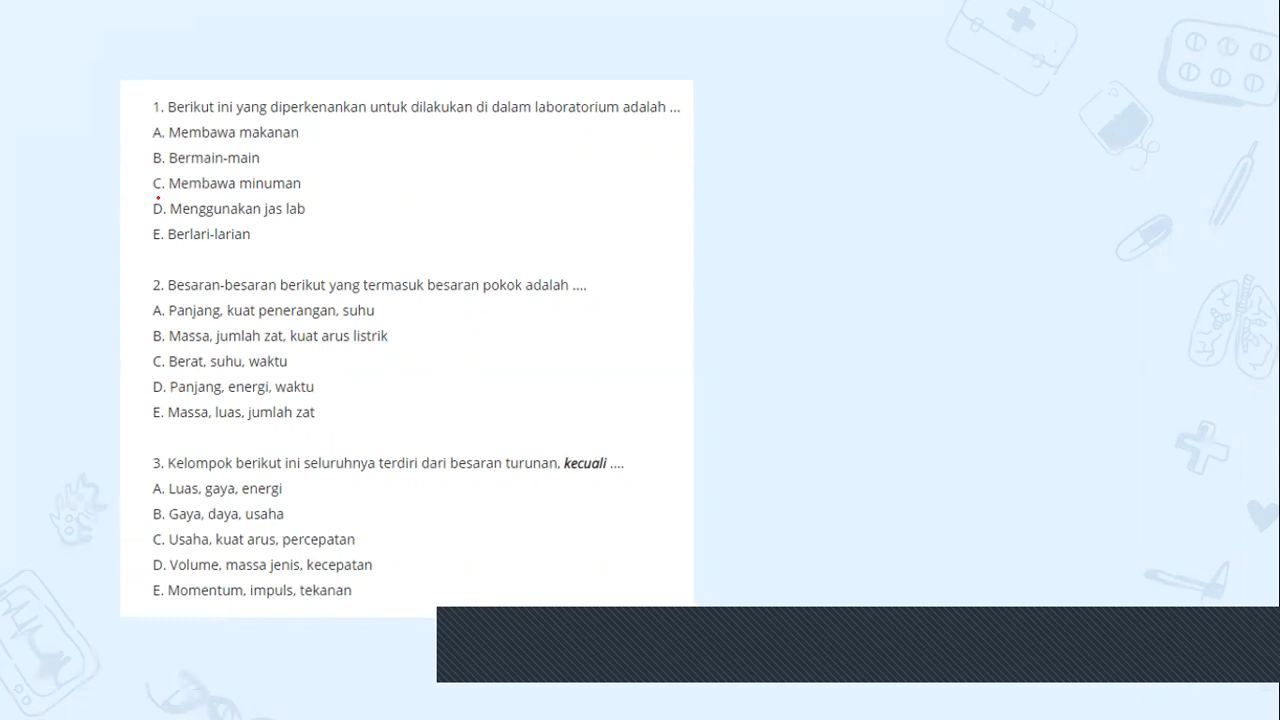 1. Berikut ini yang diperkenankan untuk dilakukan di dalam laboratorium adalah ...
A. Membawa makanan
B. Bermain-main
C. Membawa minuman
D. Menggunakan jas lab
E. Berlari-larian
2. Besaran-besaran berikut yang termasuk besaran pokok adalah ....
A. Panjang, kuat penerangan, suhu
B. Massa, jumlah zat, kuat arus listrik
C. Berat, suhu, waktu
D. Panjang, energi, waktu
E. Massa, luas, jumlah zat
3. Kelompok berikut ini seluruhnya terdiri dari besaran turunan, kecuali ....
A. Luas, gaya, energi
B. Gaya, daya, usaha
C. Usaha, kuat arus, percepatan
D. Volume, massa jenis, kecepatan
E. Momentum, impuls, tekanan